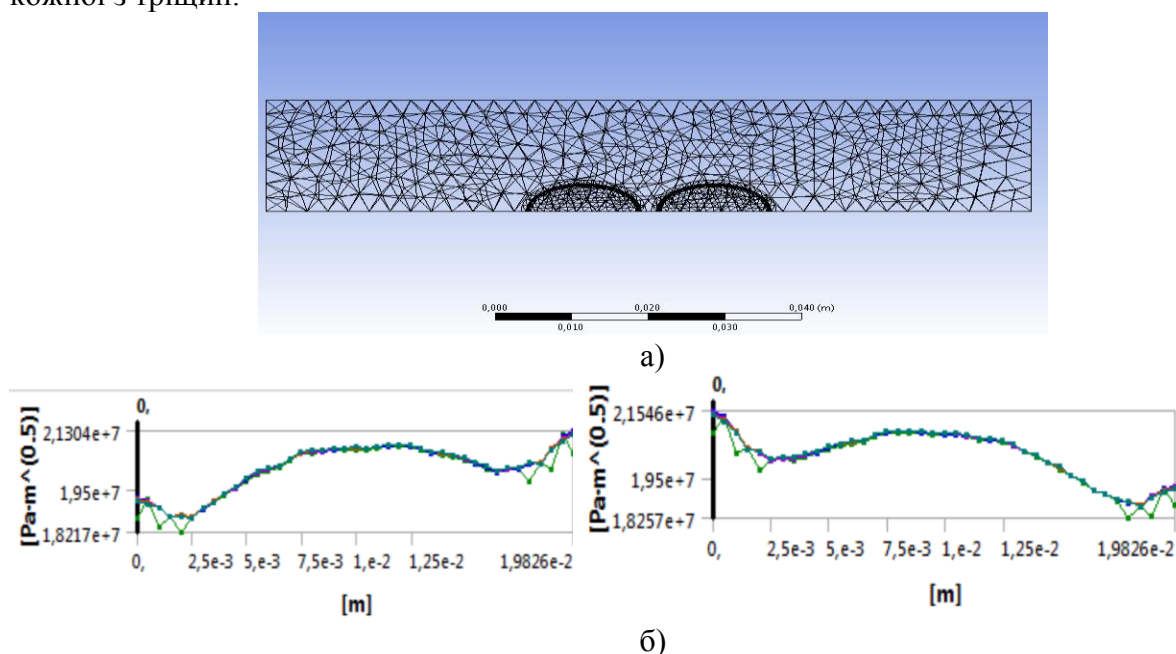 кожної з тріщин.
0,000 0,020 0,040 (m)
0,010 0,030
а)
0,
[Pa·m^(0.5)]
2,1304e+7
1,95e+7
1,8217e+7
0, 2,5e-3 5,e-3 7,5e-3 1,e-2 1,25e-2 1,9826e-2
[m]
0,
[Pa·m^(0.5)]
2,1546e+7
1,95e+7
1,8257e+7
0, 2,5e-3 5,e-3 7,5e-3 1,e-2 1,25e-2 1,9826e-2
[m]
б)